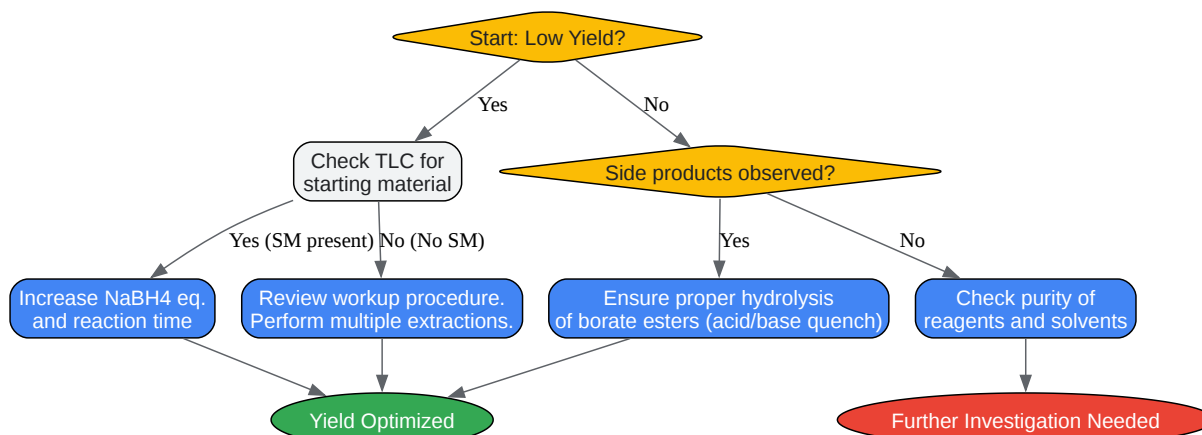 Start: Low Yield?
Yes
No
Check TLC for
starting material
Side products observed?
Yes (SM present)
No (No SM)
Yes
No
Increase NaBH4 eq.
and reaction time
Review workup procedure.
Perform multiple extractions.
Ensure proper hydrolysis
of borate esters (acid/base quench)
Check purity of
reagents and solvents
Yield Optimized
Further Investigation Needed